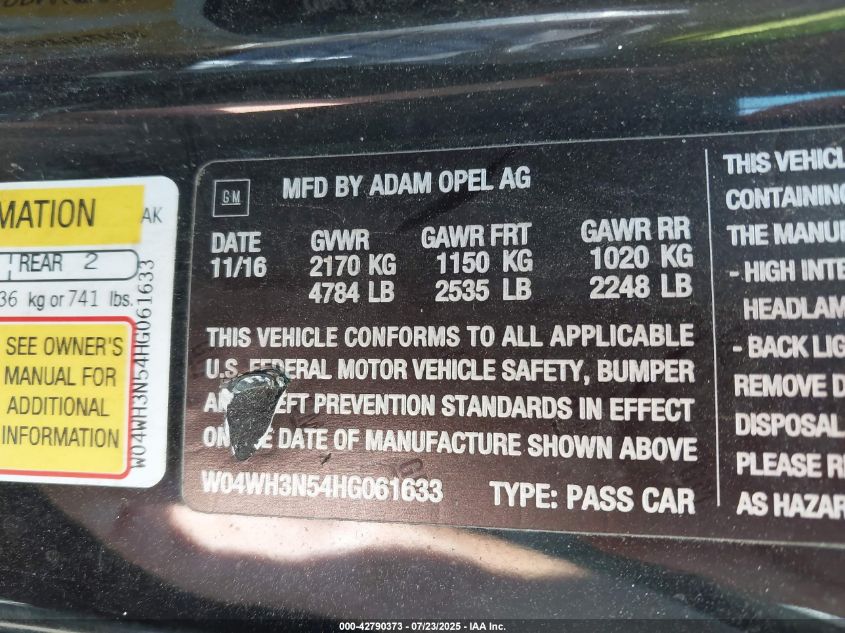 MATION
AK
REAR 2
36 kg or 741 lbs.
SEE OWNER'S
MANUAL FOR
ADDITIONAL
INFORMATION
W04WH3N54HG061633
GM
MFD BY ADAM OPEL AG
DATE GVWR GAWR FRT GAWR RR
11/16 2170 KG 1150 KG 1020 KG
4784 LB 2535 LB 2248 LB
THIS VEHICLE CONFORMS TO ALL APPLICABLE
U.S. FEDERAL MOTOR VEHICLE SAFETY, BUMPER
EFT PREVENTION STANDARDS IN EFFECT
DATE OF MANUFACTURE SHOWN ABOVE
W04WH3N54HG061633 TYPE: PASS CAR
THIS VEHICL
CONTAINING
THE MANU
- HIGH INTE
HEADLAM
- BACK LIG
REMOVE D
DISPOSAL.
PLEASE RE
AS HAZAR
000-42790373 - 07/23/2025 - IAA Inc.